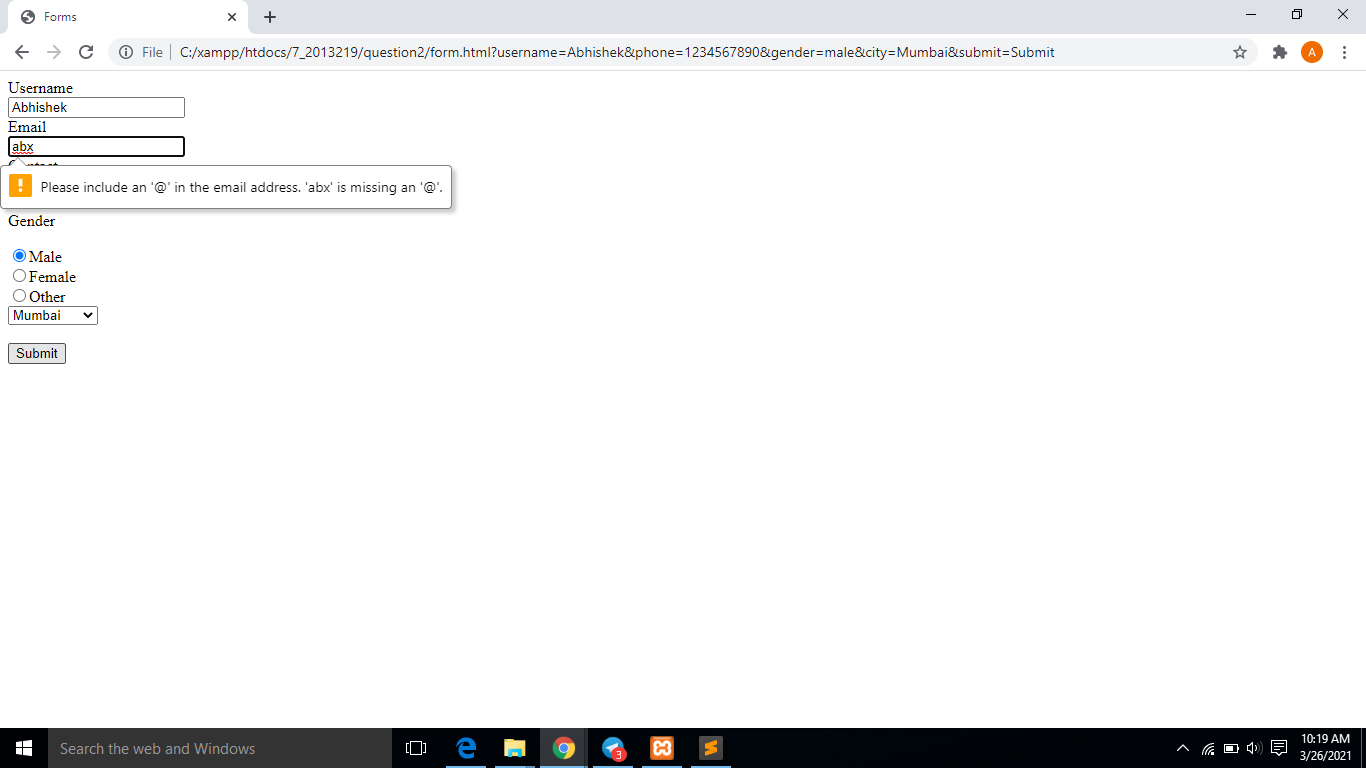 Forms
File
C:/xampp/htdocs/7_2013219/question2/form.html?username=Abhishek&phone=1234567890&gender=male&city=Mumbai&submit=Submit
A
Username
Abhishek
Email
abx
Please include an '@' in the email address. 'abx' is missing an '@'.
Gender
Male
Female
Other
Mumbai
Submit
Search the web and Windows
3
10:19 AM
3/26/2021